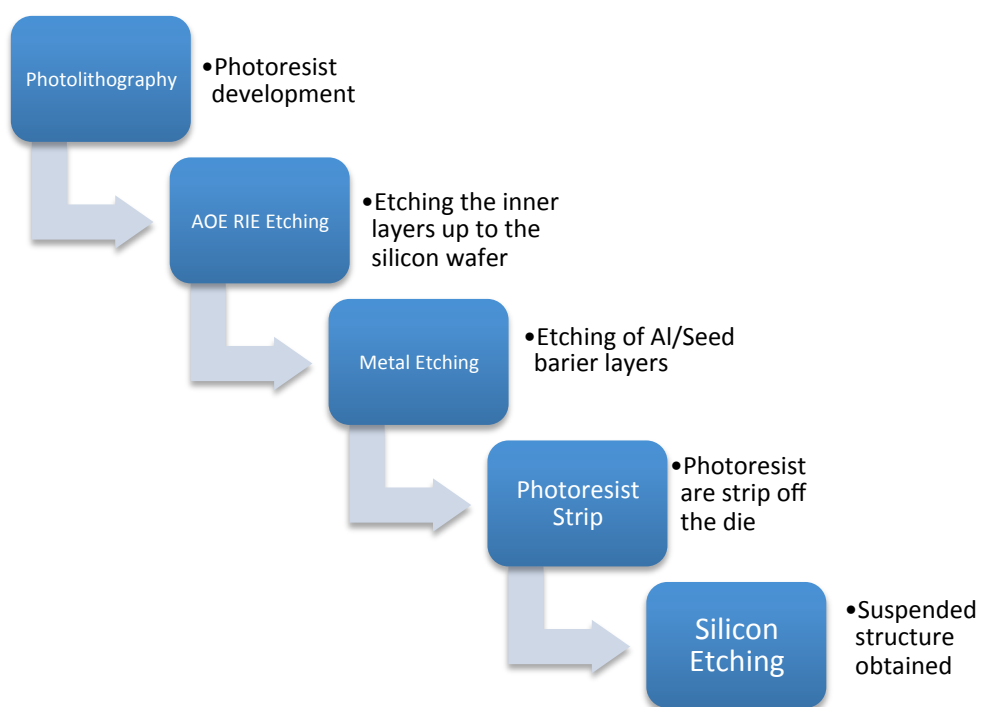 Photolithography
•Photoresist
development
AOE RIE Etching
•Etching the inner
layers up to the
silicon wafer
Metal Etching
•Etching of Al/Seed
barier layers
Photoresist
Strip
•Photoresist
are strip off
the die
Silicon
Etching
•Suspended
structure
obtained